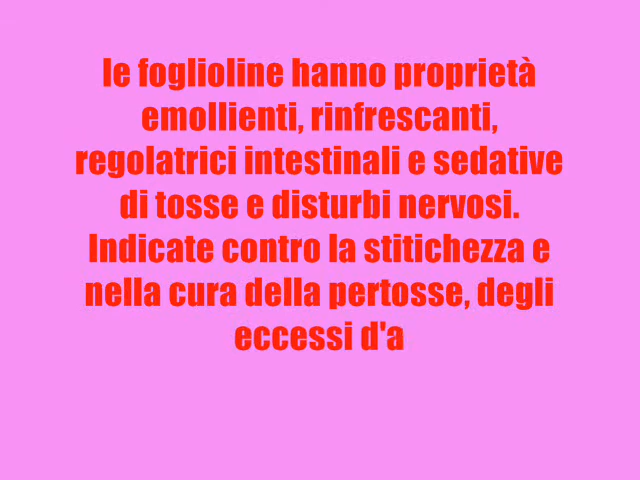 le foglioline hanno proprietà
emollienti, rinfrescanti,
regolatrici intestinali e sedative
di tosse e disturbi nervosi.
Indicate contro la stitichezza e
nella cura della pertosse, degli
eccessi d'a